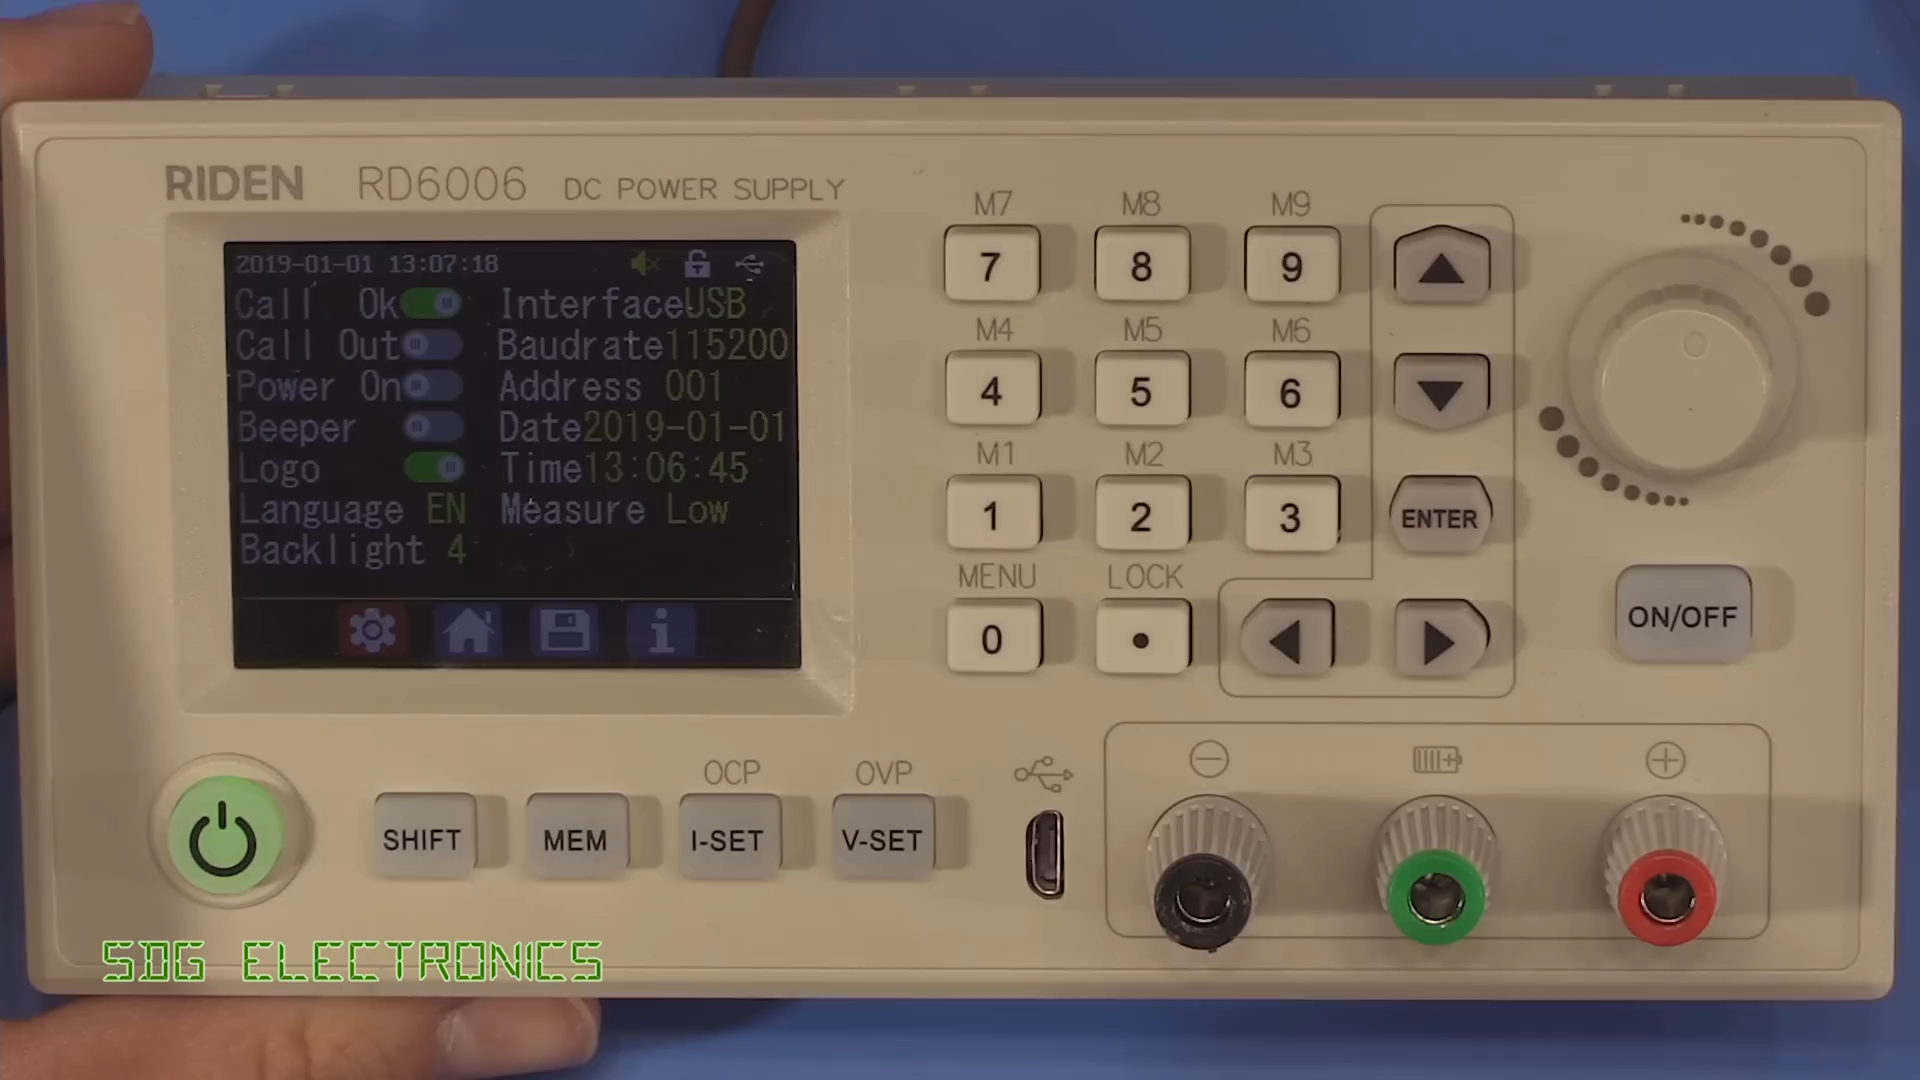 RIDEN RD6006 DC POWER SUPPLY
2019-01-01 13:07:18
Call Ok Interface USB
Call Out Baudrate 115200
Power On Address 001
Beeper Date 2019-01-01
Logo Time 13:06:45
Language EN Measure Low
Backlight 4
i
M7 M8 M9
7 8 9
M4 M5 M6
4 5 6
M1 M2 M3
1 2 3
ENTER
MENU LOCK
0 •
ON/OFF
OCP OVP
SHIFT MEM I-SET V-SET
SDG ELECTRONICS